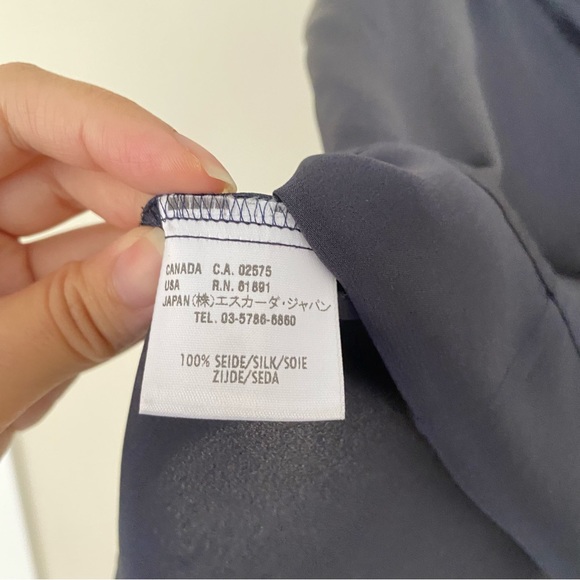 CANADA C.A. 02575
USA R.N. 81891
JAPAN (株)エスカーダ・ジャパン
TEL. 03-5786-6860
100% SEIDE/SILK/SOIE
ZIJDE/SEDA